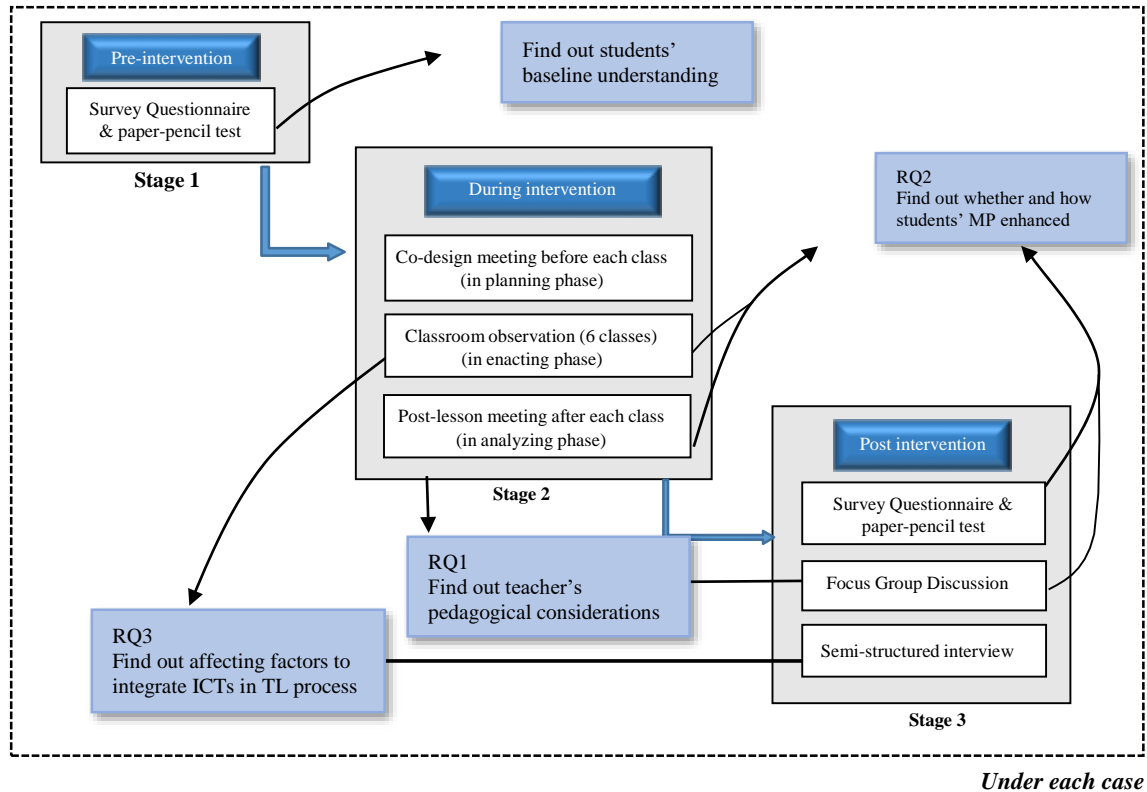 Pre-intervention
Survey Questionnaire
& paper-pencil test
Stage 1
Find out students’
baseline understanding
During intervention
Co-design meeting before each class
(in planning phase)
Classroom observation (6 classes)
(in enacting phase)
Post-lesson meeting after each class
(in analyzing phase)
Stage 2
RQ2
Find out whether and how
students’ MP enhanced
RQ1
Find out teacher’s
pedagogical considerations
RQ3
Find out affecting factors to
integrate ICTs in TL process
Post intervention
Survey Questionnaire &
paper-pencil test
Focus Group Discussion
Semi-structured interview
Stage 3
Under each case